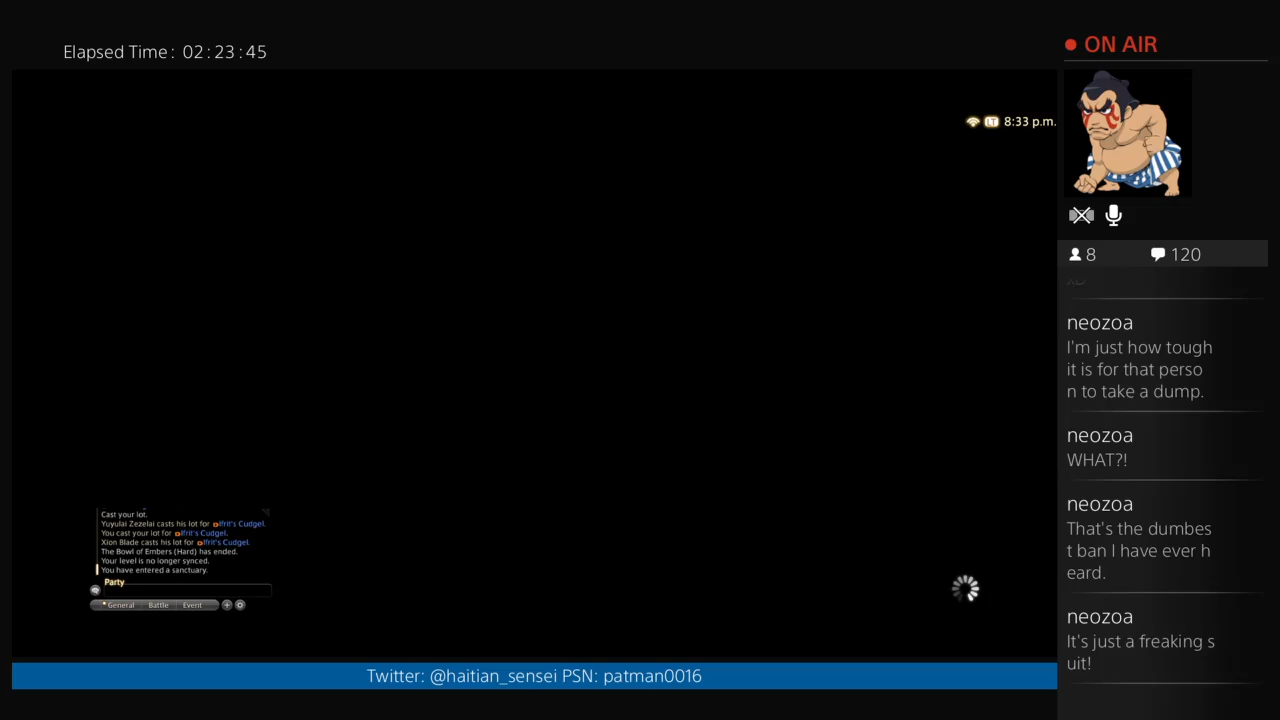 Elapsed Time: 02:23:45
ON AIR
LT 8:33 p.m.
8 120
XD
neozoa
I'm just how tough
it is for that perso
n to take a dump.
neozoa
WHAT?!
neozoa
That's the dumbes
t ban I have ever h
eard.
neozoa
It's just a freaking s
uit!
Cast your lot.
Yuyulai Zezelai casts his lot for Ifrit's Cudgel.
You cast your lot for Ifrit's Cudgel.
Xion Blade casts his lot for Ifrit's Cudgel.
The Bowl of Embers (Hard) has ended.
Your level is no longer synced.
You have entered a sanctuary.
Party
General Battle Event
Twitter: @haitian_sensei PSN: patman0016